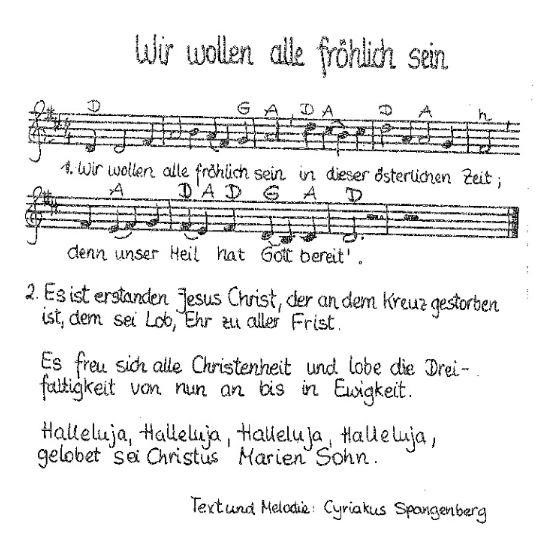 Wir wollen alle fröhlich sein
D G A D A D A h
1. Wir wollen alle fröhlich sein in dieser österlichen Zeit;
A D A D G A D
denn unser Heil hat Gott bereit'.
2. Es ist erstanden Jesus Christ, der an dem Kreuz gestorben
ist, dem sei Lob, Ehr zu aller Frist.
Es freu sich alle Christenheit und lobe die Drei-
faltigkeit von nun an bis in Ewigkeit.
Halleluja, Halleluja, Halleluja, Halleluja,
gelobet sei Christus Marien Sohn.
Text und Melodie: Cyriakus Spangenberg